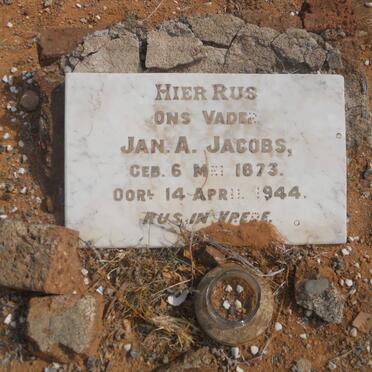 HIER RUS
ONS VADER
JAN. A. JACOBS,
GEB. 6 MEI 1873.
OORL 14 APRIL 1944.
RUS IN VREDE.